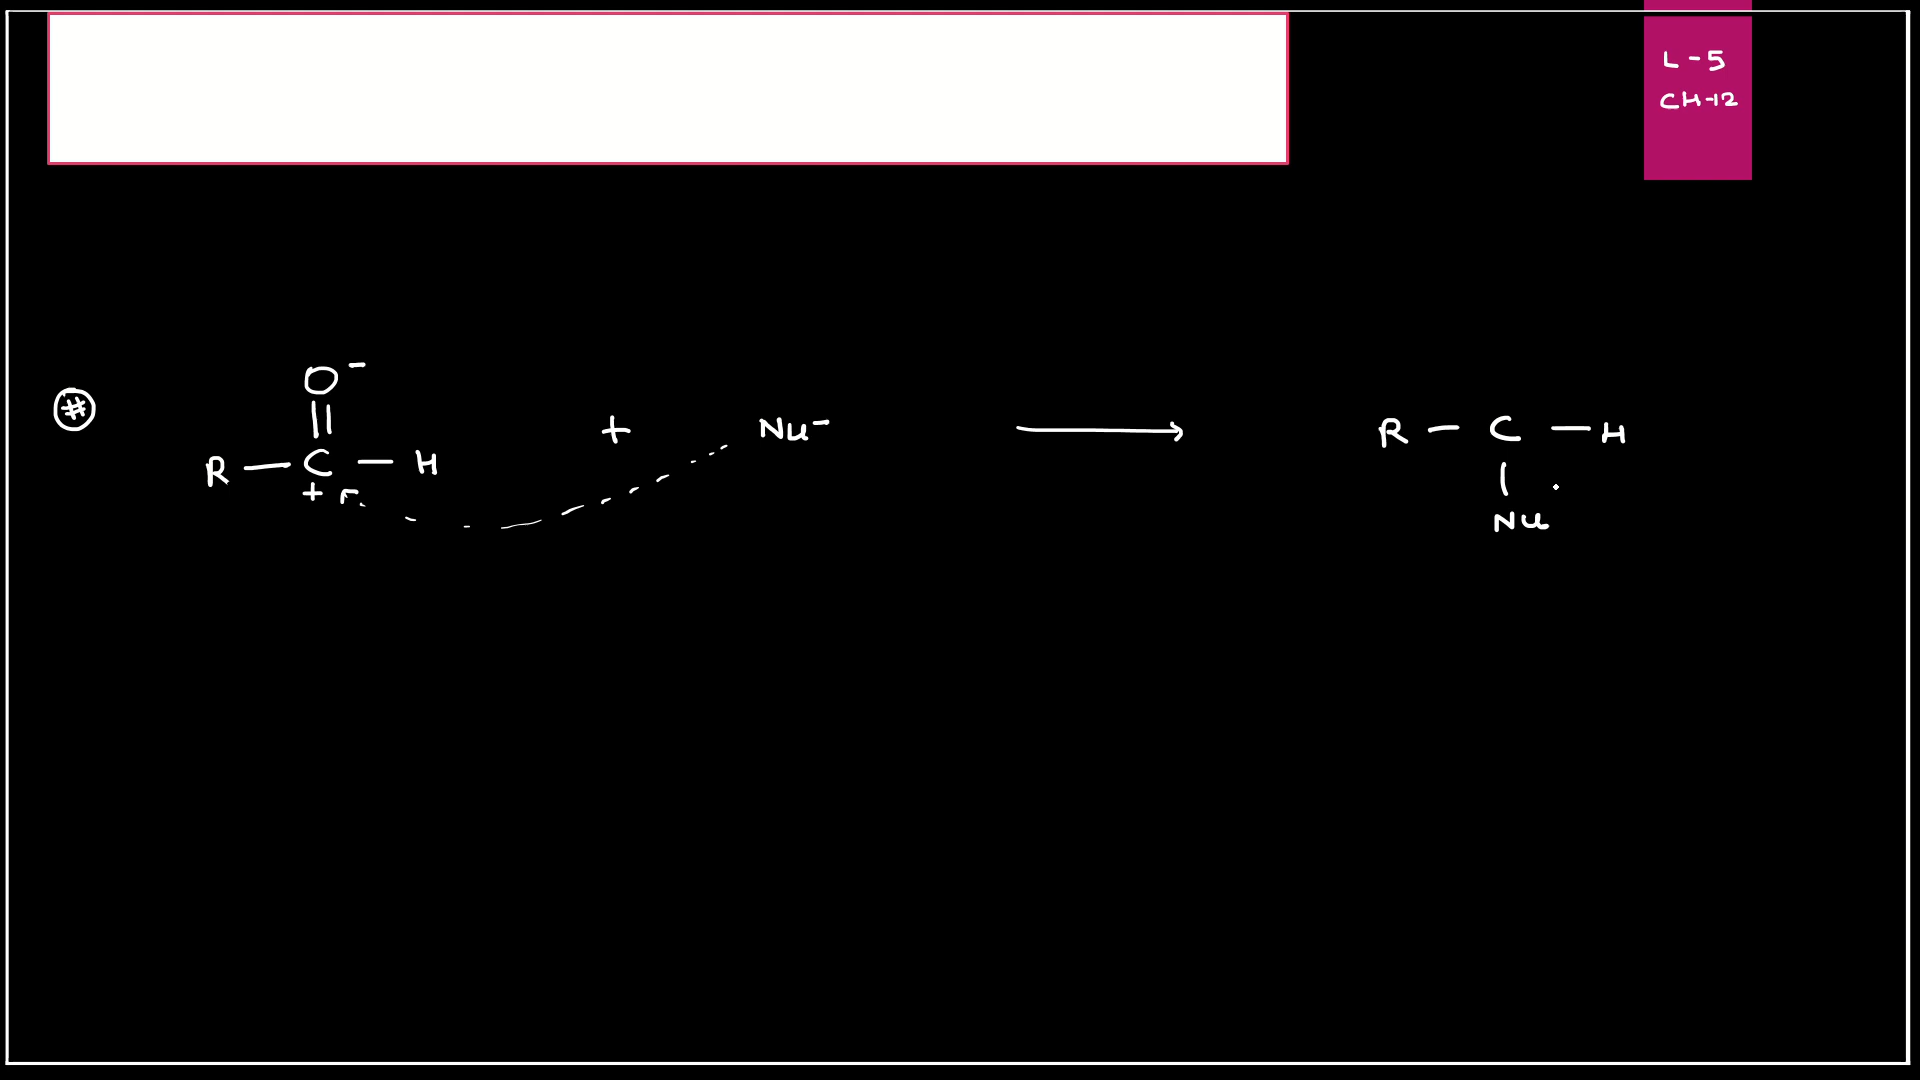 L-5
CH-12
O⁻
||
R — C — H + Nu⁻ ⟶ R — C — H
+
|
Nu
#